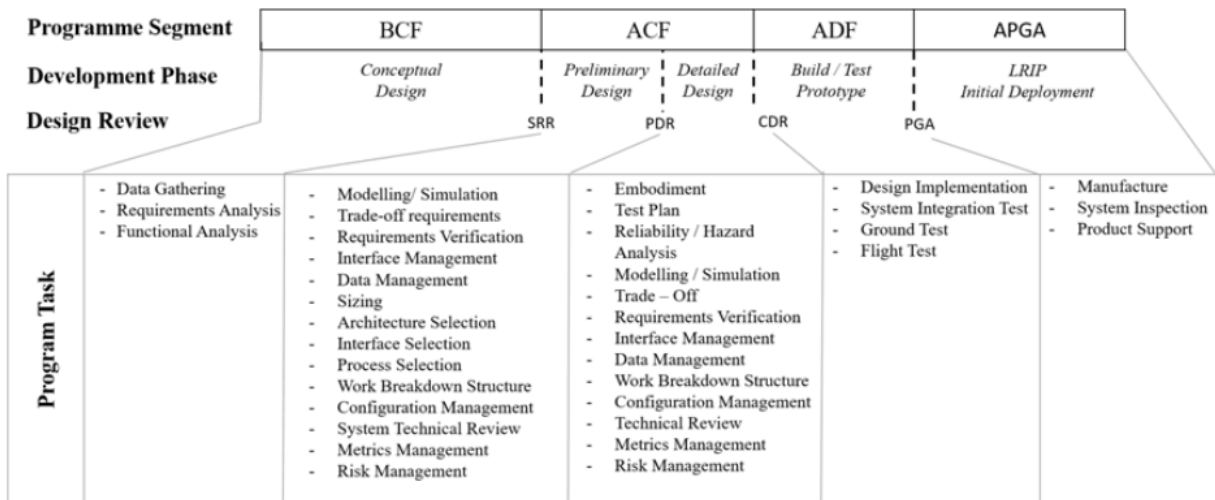 Programme Segment
BCF
ACF
ADF
APGA
Development Phase
Conceptual
Design
Preliminary
Design
Detailed
Design
Build / Test
Prototype
LRIP
Initial Deployment
Design Review
SRR
PDR
CDR
PGA
Program Task
- Data Gathering
- Requirements Analysis
- Functional Analysis
- Modelling/ Simulation
- Trade-off requirements
- Requirements Verification
- Interface Management
- Data Management
- Sizing
- Architecture Selection
- Interface Selection
- Process Selection
- Work Breakdown Structure
- Configuration Management
- System Technical Review
- Metrics Management
- Risk Management
- Embodiment
- Test Plan
- Reliability / Hazard
Analysis
- Modelling / Simulation
- Trade – Off
- Requirements Verification
- Interface Management
- Data Management
- Work Breakdown Structure
- Configuration Management
- Technical Review
- Metrics Management
- Risk Management
- Design Implementation
- System Integration Test
- Ground Test
- Flight Test
- Manufacture
- System Inspection
- Product Support